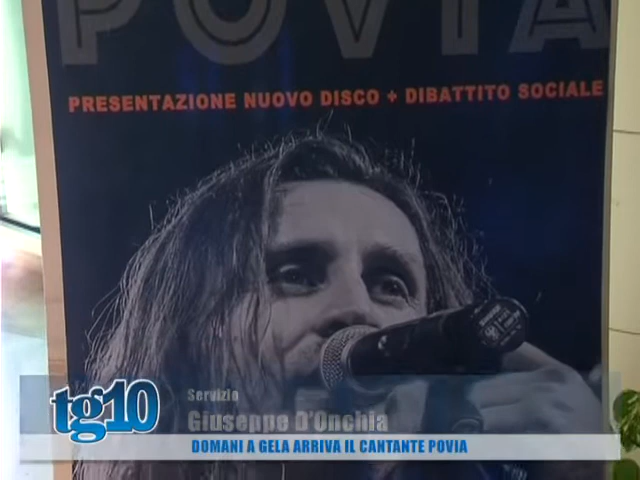 POVIA
PRESENTAZIONE NUOVO DISCO + DIBATTITO SOCIALE
Servizio
tg10
Giuseppe D'Onchia
DOMANI A GELA ARRIVA IL CANTANTE POVIA